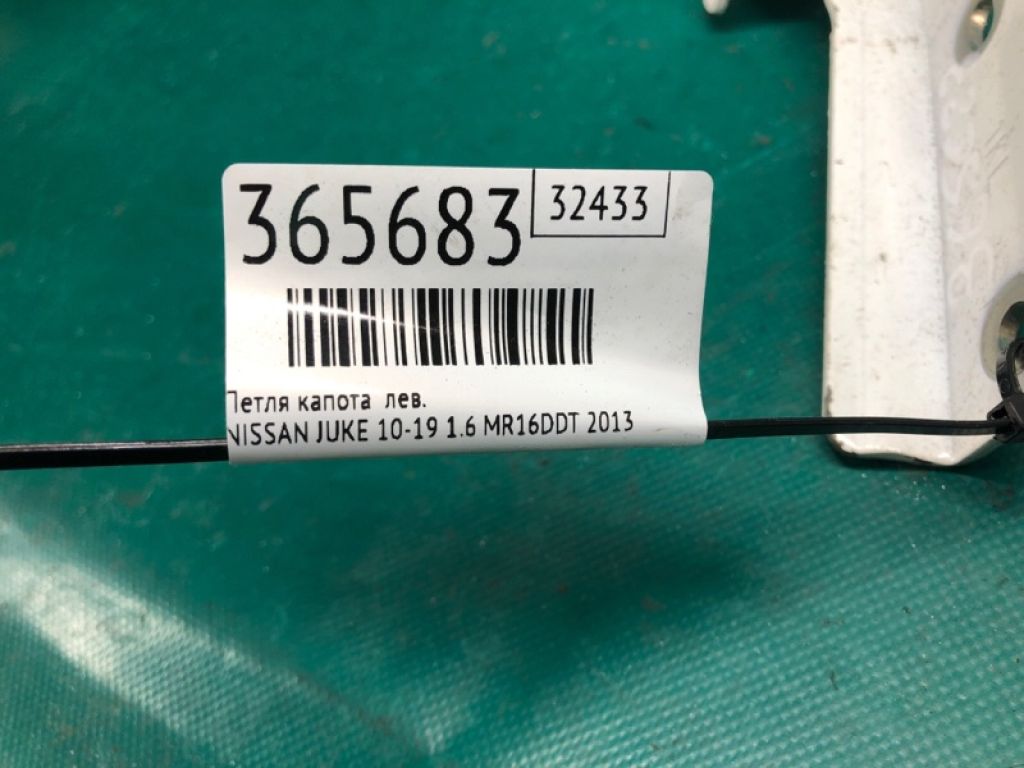 365683 32433
Петля капота лев.
NISSAN JUKE 10-19 1.6 MR16DDT 2013